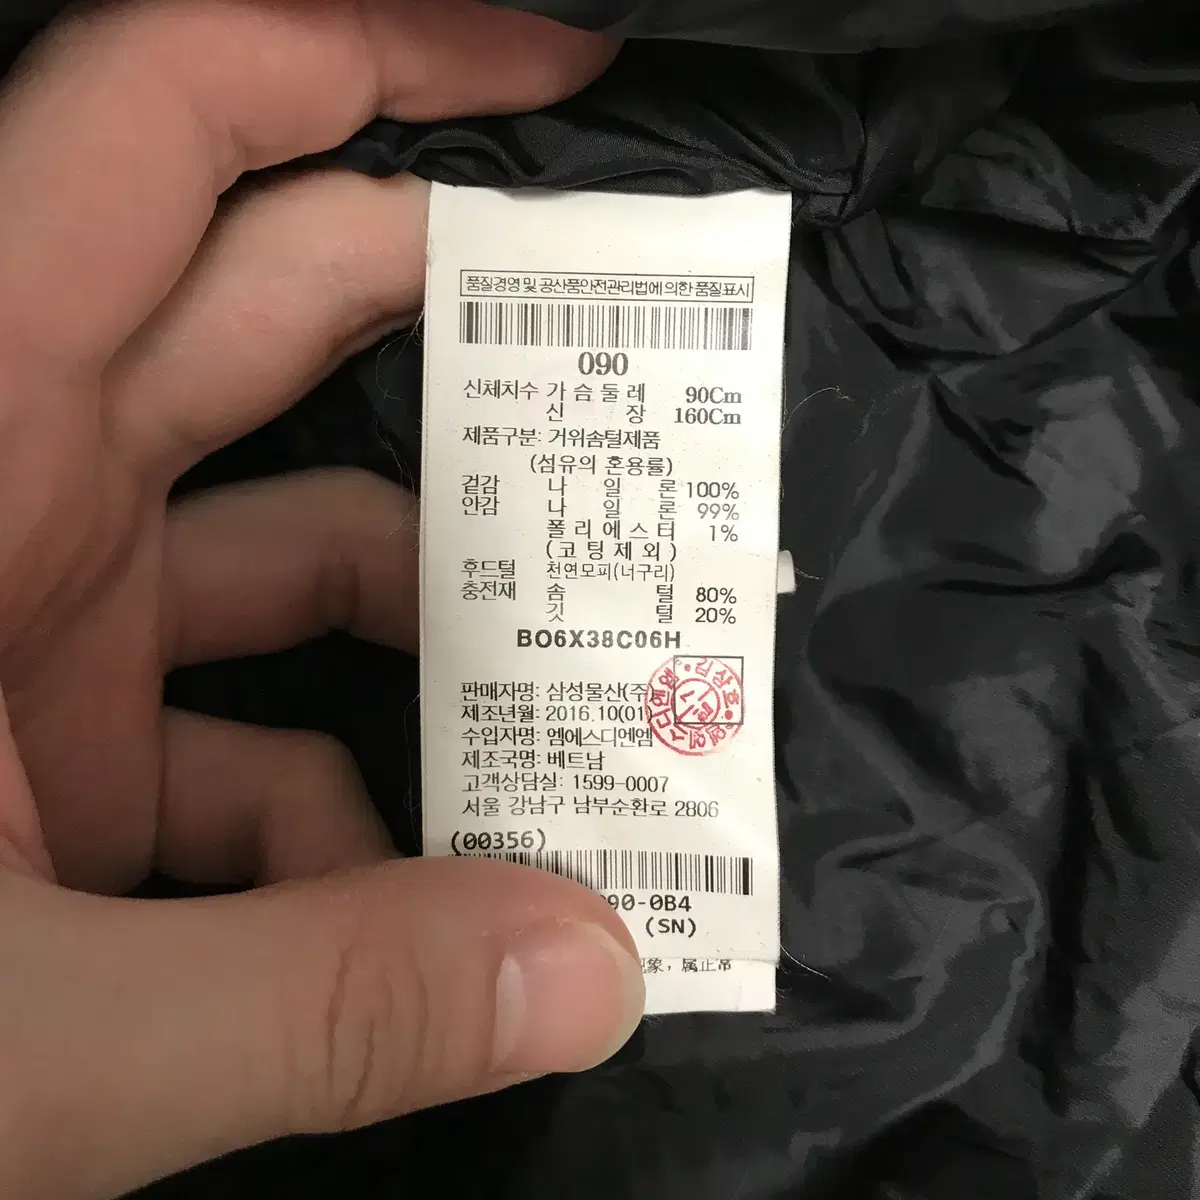 품질경영 및 공산품안전관리법에 의한 품질표시
090
신체치수 가 슴 둘 레 90Cm
신 장 160Cm
제품구분: 거위솜털제품
(섬유의 혼용률)
겉감 나 일 론 100%
안감 나 일 론 99%
폴 리 에 스 터 1%
(코 팅 제 외)
후드털 천연모피(너구리)
충전재 솜 털 80%
깃 털 20%
BO6X38C06H
판매자명: 삼성물산(주)
제조년월: 2016.10(01)
수입자명: 엠에스디엔엠
제조국명: 베트남
고객상담실: 1599-0007
서울 강남구 남부순환로 2806
(00356)
90-0B4
(SN)
象, 属正常